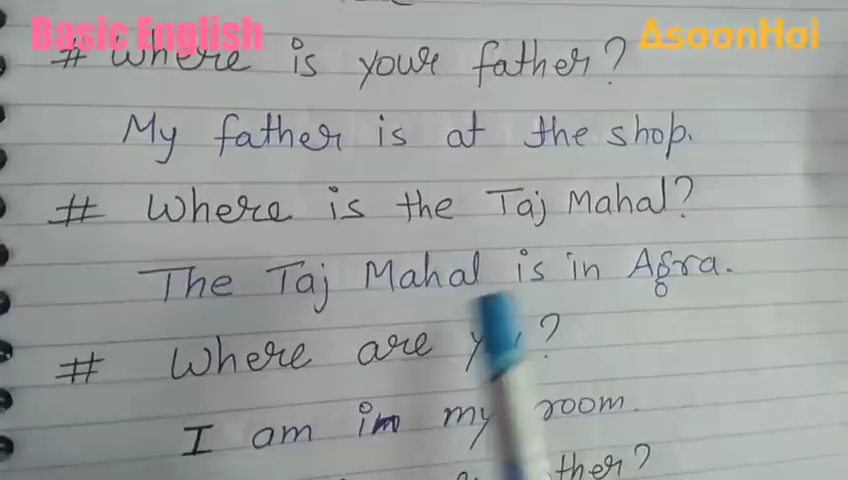 Basic English
AsaanHai
# Where is your father?
My father is at the shop.
# Where is the Taj Mahal?
The Taj Mahal is in Agra.
# Where are ?
I am in my room.
ther?